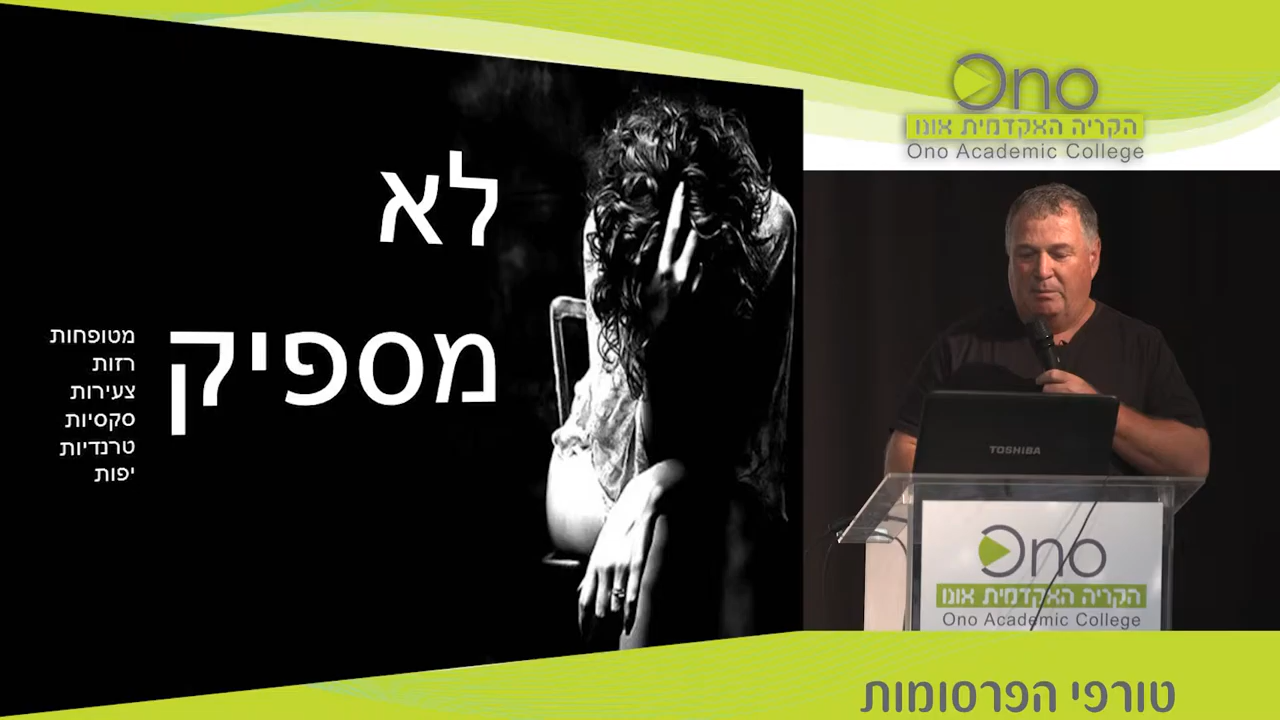 לא
מספיק
מטופחות
רזות
צעירות
סקסיות
טרנדיות
יפות
Ono
הקריה האקדמית אונו
Ono Academic College
TOSHIBA
Ono
הקריה האקדמית אונו
Ono Academic College
טורפי הפרסומות